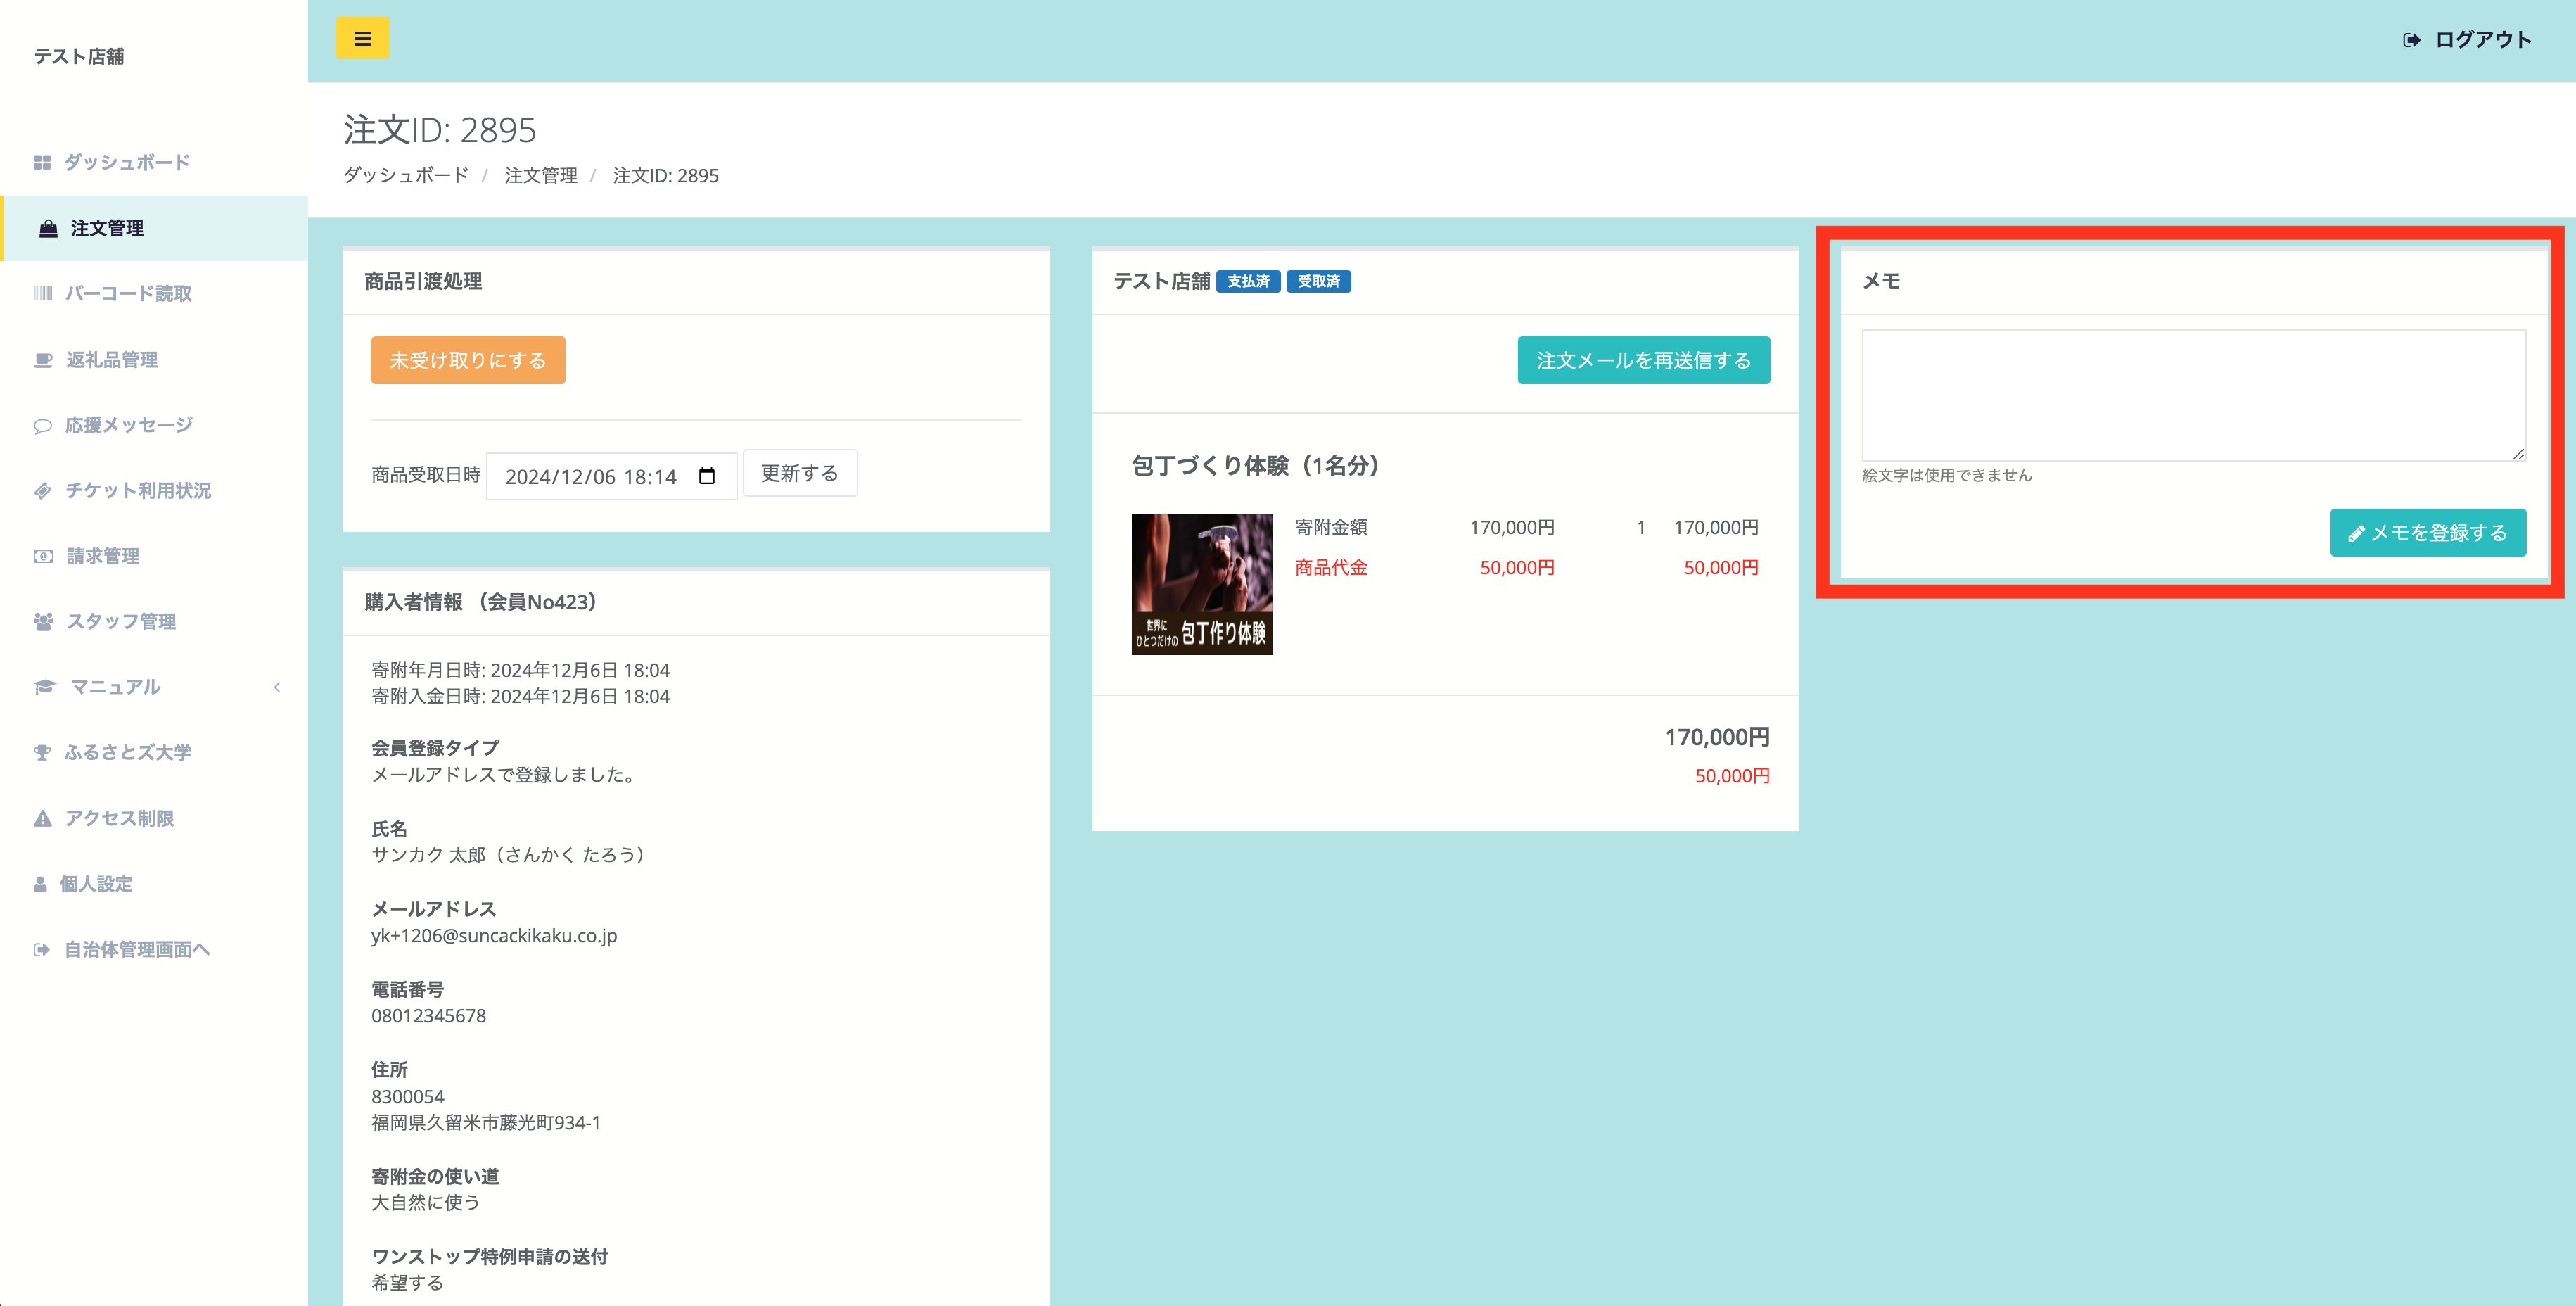 テスト店舗
ダッシュボード
注文管理
バーコード読取
返礼品管理
応援メッセージ
チケット利用状況
請求管理
スタッフ管理
マニュアル
ふるさとズ大学
アクセス制限
個人設定
自治体管理画面へ
ログアウト
注文ID: 2895
ダッシュボード / 注文管理 / 注文ID: 2895
商品引渡処理
未受け取りにする
商品受取日時 2024/12/06 18:14 更新する
購入者情報 （会員No423）
寄附年月日時: 2024年12月6日 18:04
寄附入金日時: 2024年12月6日 18:04
会員登録タイプ
メールアドレスで登録しました。
氏名
サンカク 太郎（さんかく たろう）
メールアドレス
yk+1206@suncackikaku.co.jp
電話番号
08012345678
住所
8300054
福岡県久留米市藤光町934-1
寄附金の使い道
大自然に使う
ワンストップ特例申請の送付
希望する
テスト店舗 支払済 受取済
注文メールを再送信する
包丁づくり体験（1名分）
世界に
ひとつだけの 包丁作り体験
寄附金額 170,000円 1 170,000円
商品代金 50,000円 50,000円
170,000円
50,000円
メモ
絵文字は使用できません
メモを登録する